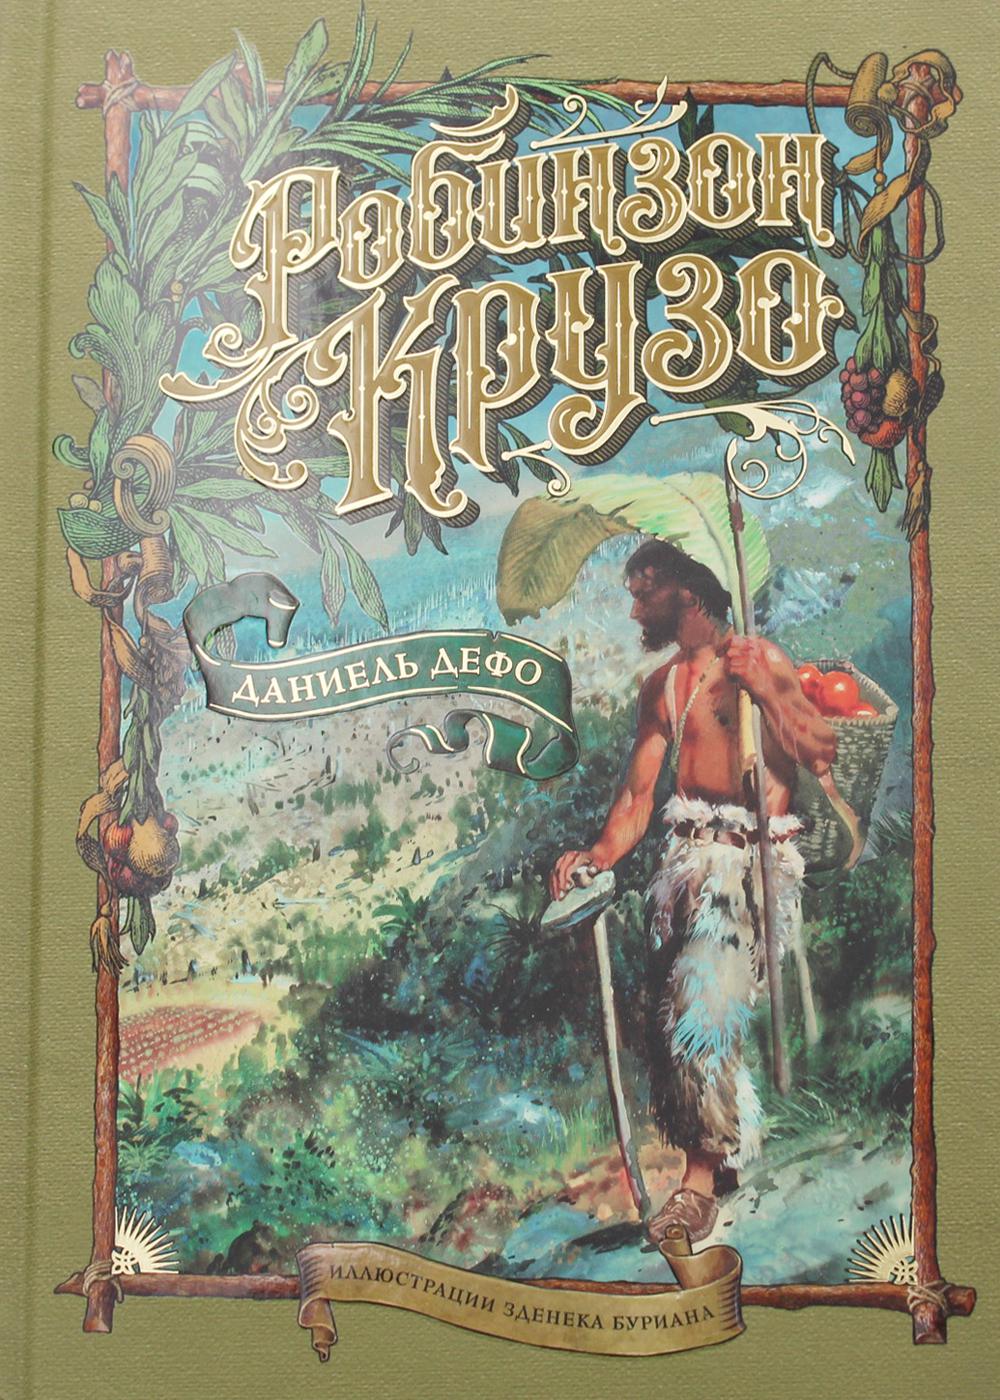 Робинзон
Крузо
ДАНИЕЛЬ ДЕФО
ИЛЛЮСТРАЦИИ ЗДЕНЕКА БУРИАНА